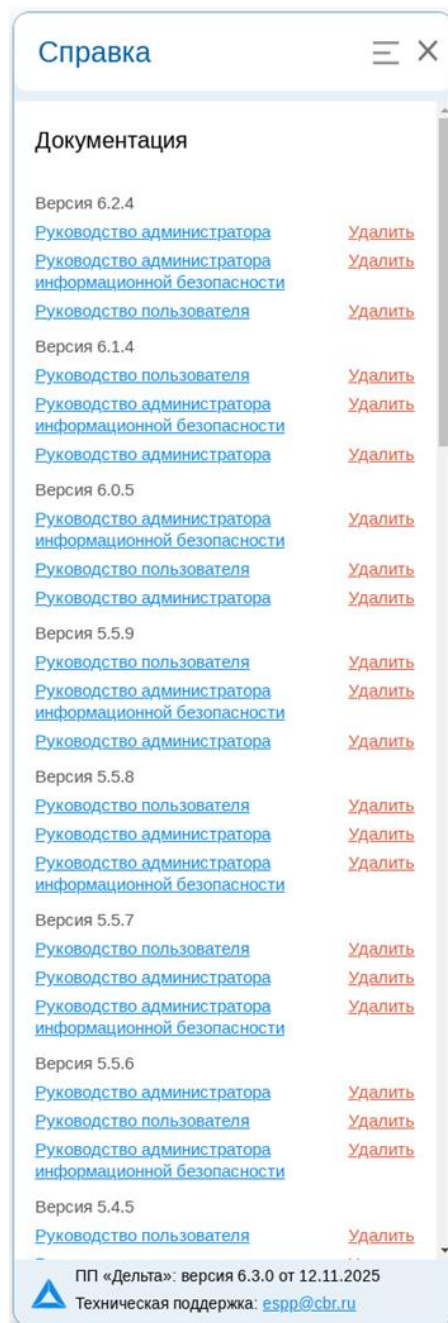 Справка
Документация
Версия 6.2.4
Руководство администратора Удалить
Руководство администратора Удалить
информационной безопасности
Руководство пользователя Удалить
Версия 6.1.4
Руководство пользователя Удалить
Руководство администратора Удалить
информационной безопасности
Руководство администратора Удалить
Версия 6.0.5
Руководство администратора Удалить
информационной безопасности
Руководство пользователя Удалить
Руководство администратора Удалить
Версия 5.5.9
Руководство пользователя Удалить
Руководство администратора Удалить
информационной безопасности
Руководство администратора Удалить
Версия 5.5.8
Руководство пользователя Удалить
Руководство администратора Удалить
Руководство администратора Удалить
информационной безопасности
Версия 5.5.7
Руководство пользователя Удалить
Руководство администратора Удалить
Руководство администратора Удалить
информационной безопасности
Версия 5.5.6
Руководство администратора Удалить
Руководство пользователя Удалить
Руководство администратора Удалить
информационной безопасности
Версия 5.4.5
Руководство пользователя Удалить
ПП «Дельта»: версия 6.3.0 от 12.11.2025
Техническая поддержка: espp@cbr.ru